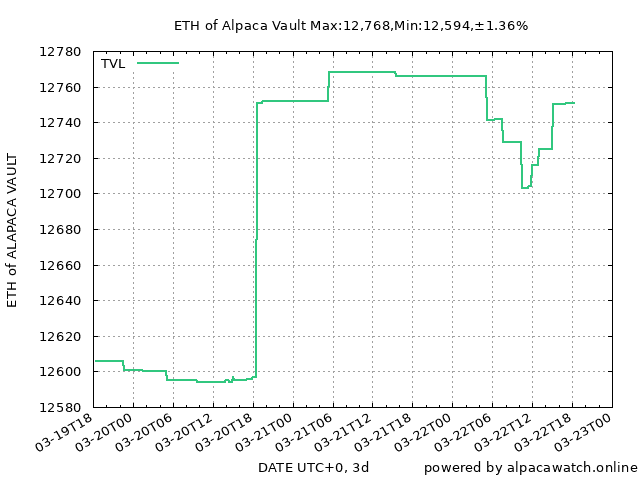 ETH of Alpaca Vault Max:12,768,Min:12,594,±1.36%
TVL
12780
12760
12740
12720
12700
12680
12660
12640
12620
12600
12580
ETH of ALAPACA VAULT
03-19T18
03-20T00
03-20T06
03-20T12
03-20T18
03-21T00
03-21T06
03-21T12
03-21T18
03-22T00
03-22T06
03-22T12
03-22T18
03-23T00
DATE UTC+0, 3d
powered by alpacawatch.online